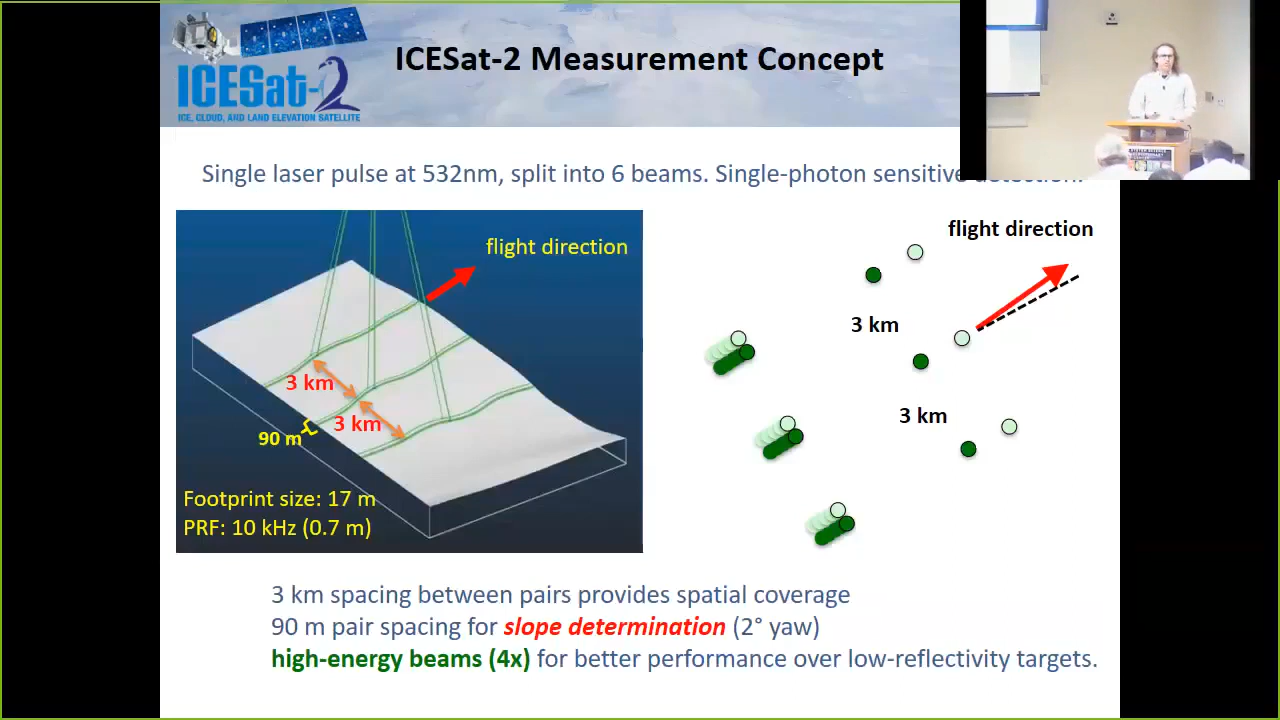 ICESat-2
ICE, CLOUD, AND LAND ELEVATION SATELLITE
ICESat-2 Measurement Concept
Single laser pulse at 532nm, split into 6 beams. Single-photon sensitive
flight direction
3 km
3 km
90 m
Footprint size: 17 m
PRF: 10 kHz (0.7 m)
flight direction
3 km
3 km
3 km spacing between pairs provides spatial coverage
90 m pair spacing for slope determination (2° yaw)
high-energy beams (4x) for better performance over low-reflectivity targets.